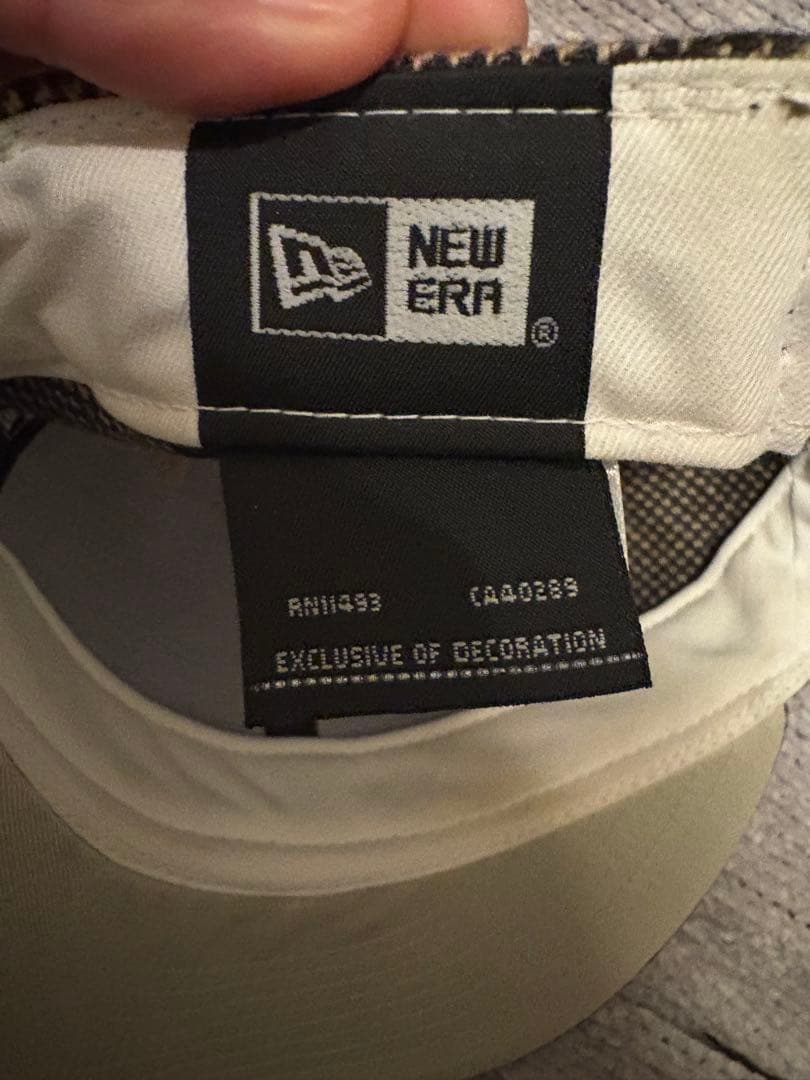 NEW
ERA
®
RN11493 CA40289
EXCLUSIVE OF DECORATION